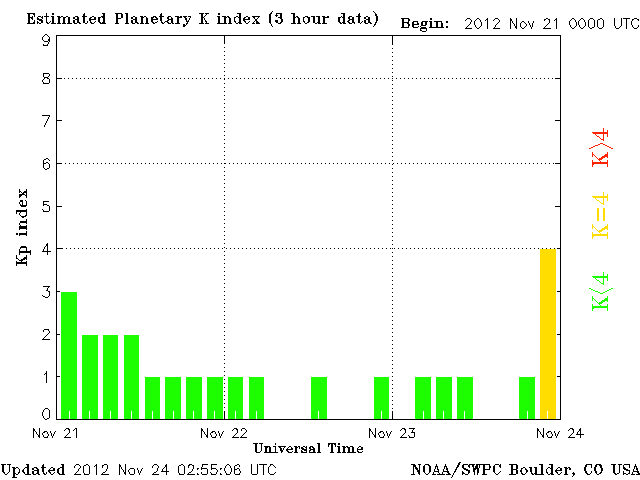 Estimated Planetary K index (3 hour data) Begin: 2012 Nov 21 0000 UTC
9
8
7
6
5
4
3
2
1
0
Kp index
K>4
K=4
K<4
Nov 21 Nov 22 Nov 23 Nov 24
Universal Time
Updated 2012 Nov 24 02:55:06 UTC NOAA/SWPC Boulder, CO USA